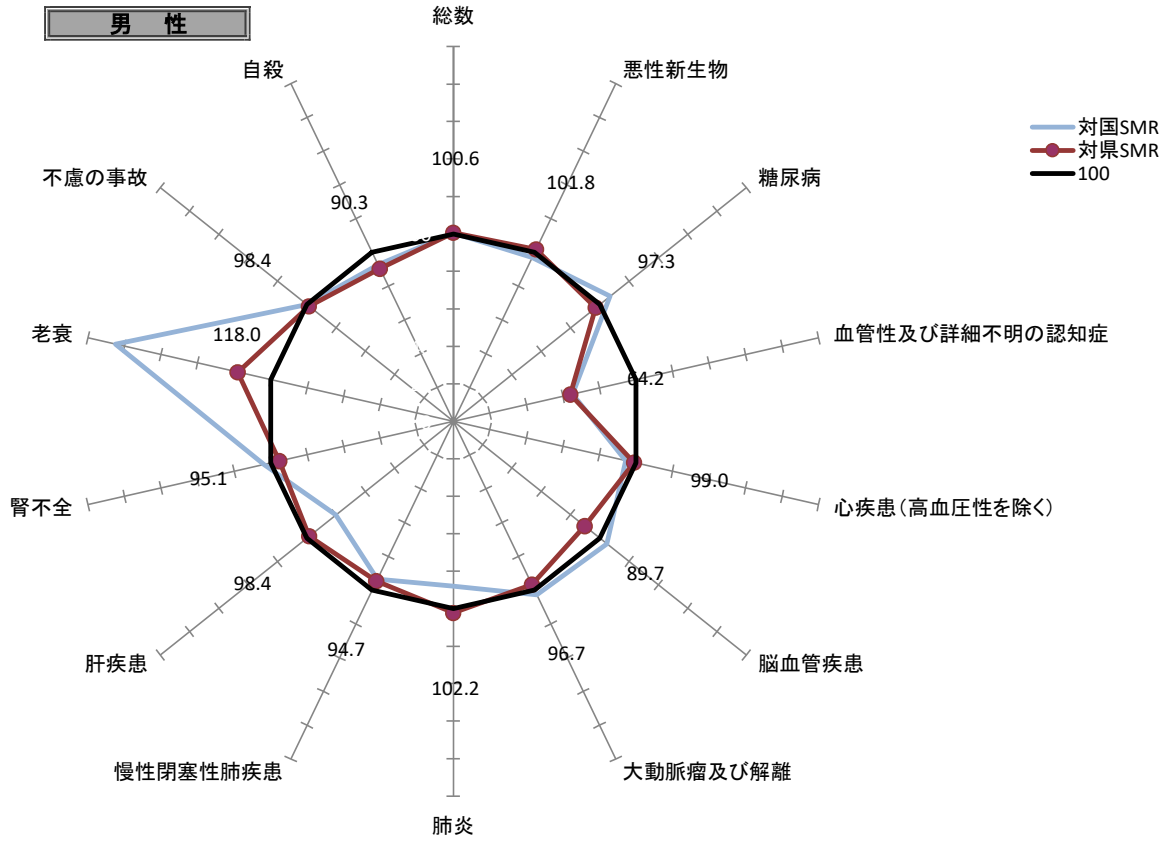 男 性
総数
自殺
悪性新生物
対国SMR
対県SMR
100
不慮の事故
糖尿病
100.6
101.8
90.3
98.4
97.3
老衰
118.0
血管性及び詳細不明の認知症
64.2
腎不全
95.1
99.0
心疾患(高血圧性を除く)
98.4
89.7
肝疾患
94.7
96.7
脳血管疾患
102.2
慢性閉塞性肺疾患
大動脈瘤及び解離
肺炎